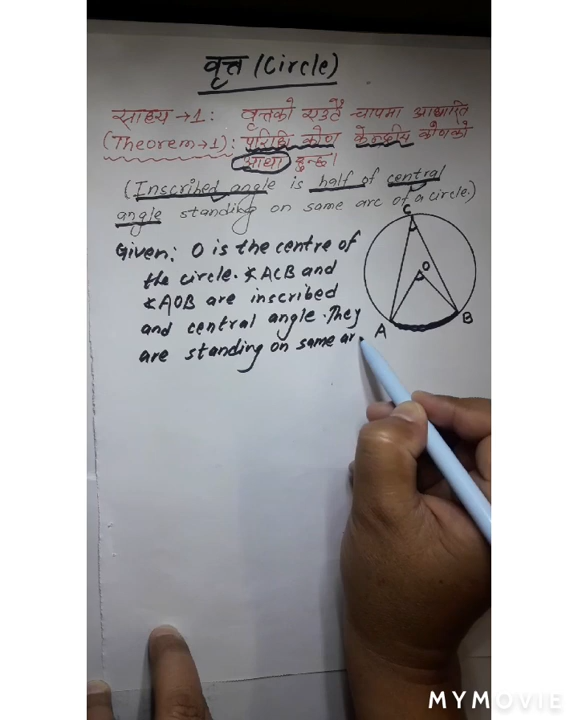 वृत्त (Circle)
साध्य → 1: वृत्तको एउटै चापमा आधारित
(Theorem → 1): परिधि कोण केन्द्रीय कोणको
आधा हुन्छ।
(Inscribed angle is half of central
angle standing on same arc of a circle.)
Given: O is the centre of
the circle. ∢ACB and
∢AOB are inscribed
and central angle. They
are standing on same ar
C
O
A
B
MYMOVIE